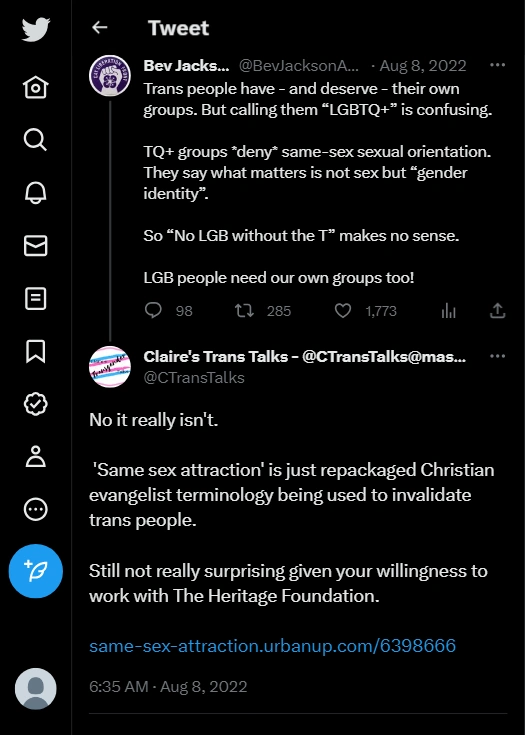 Tweet
Bev Jacks... @BevJacksonA... · Aug 8, 2022
Trans people have - and deserve - their own
groups. But calling them “LGBTQ+” is confusing.
TQ+ groups *deny* same-sex sexual orientation.
They say what matters is not sex but “gender
identity”.
So “No LGB without the T” makes no sense.
LGB people need our own groups too!
98 285 1,773
Claire's Trans Talks - @CTransTalks@mas...
@CTransTalks
No it really isn't.
'Same sex attraction' is just repackaged Christian
evangelist terminology being used to invalidate
trans people.
Still not really surprising given your willingness to
work with The Heritage Foundation.
same-sex-attraction.urbanup.com/6398666
6:35 AM · Aug 8, 2022